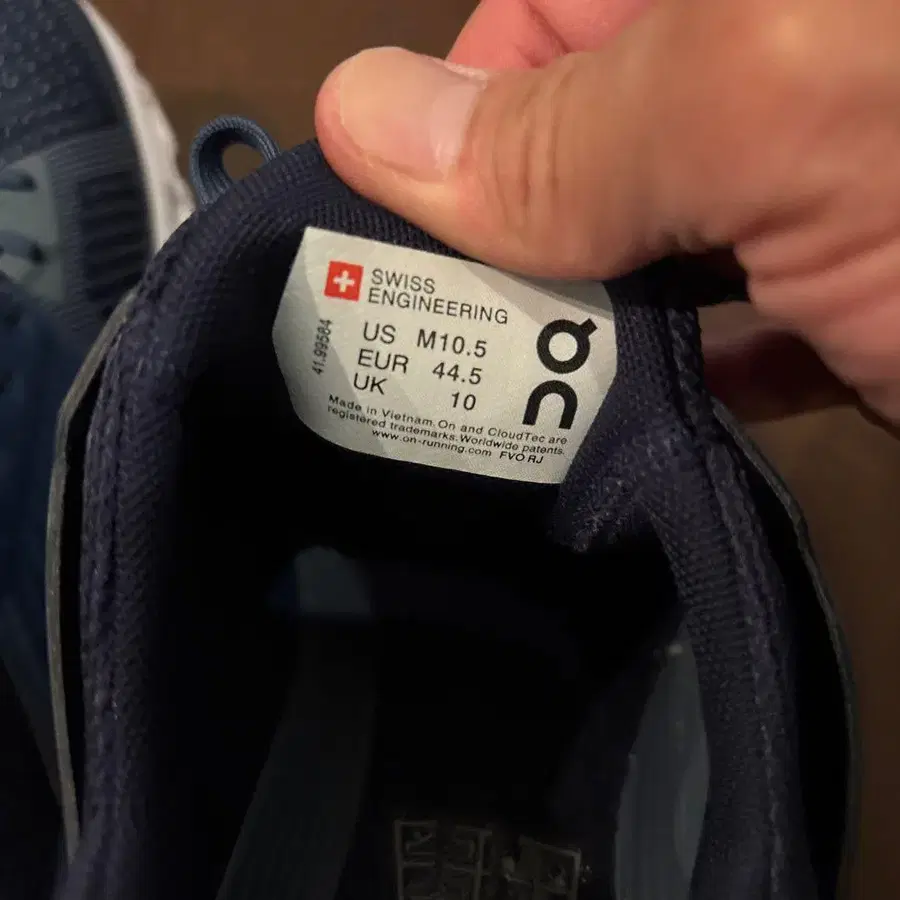 SWISS
ENGINEERING
41.99584
US M10.5
EUR 44.5
UK 10
Made in Vietnam. On and CloudTec are
registered trademarks. Worldwide patents.
www.on-running.com FVO RJ